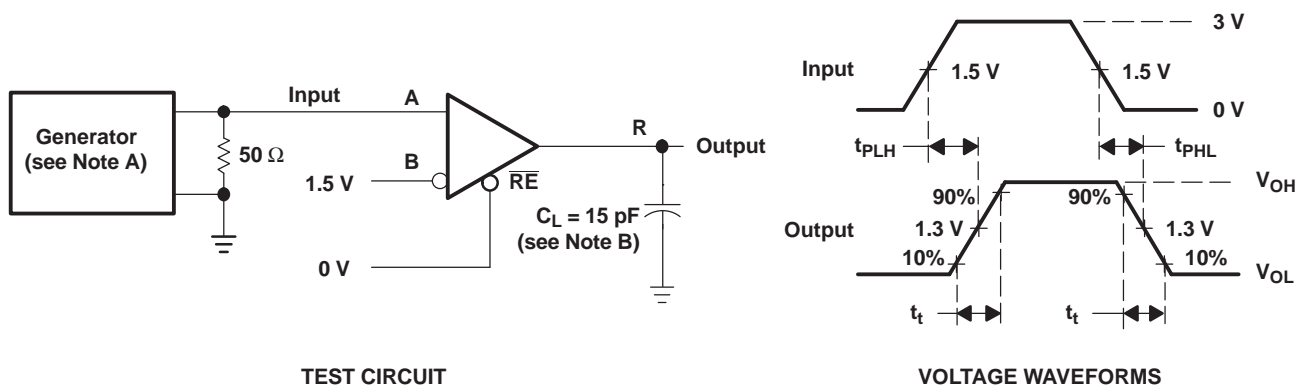 Generator
(see Note A)
50 Ω
Input
A
B
1.5 V
RE
0 V
R
Output
CL = 15 pF
(see Note B)
TEST CIRCUIT
3 V
Input
1.5 V
1.5 V
0 V
tPLH
tPHL
VOH
90%
90%
Output
1.3 V
1.3 V
10%
10%
VOL
tt
tt
VOLTAGE WAVEFORMS